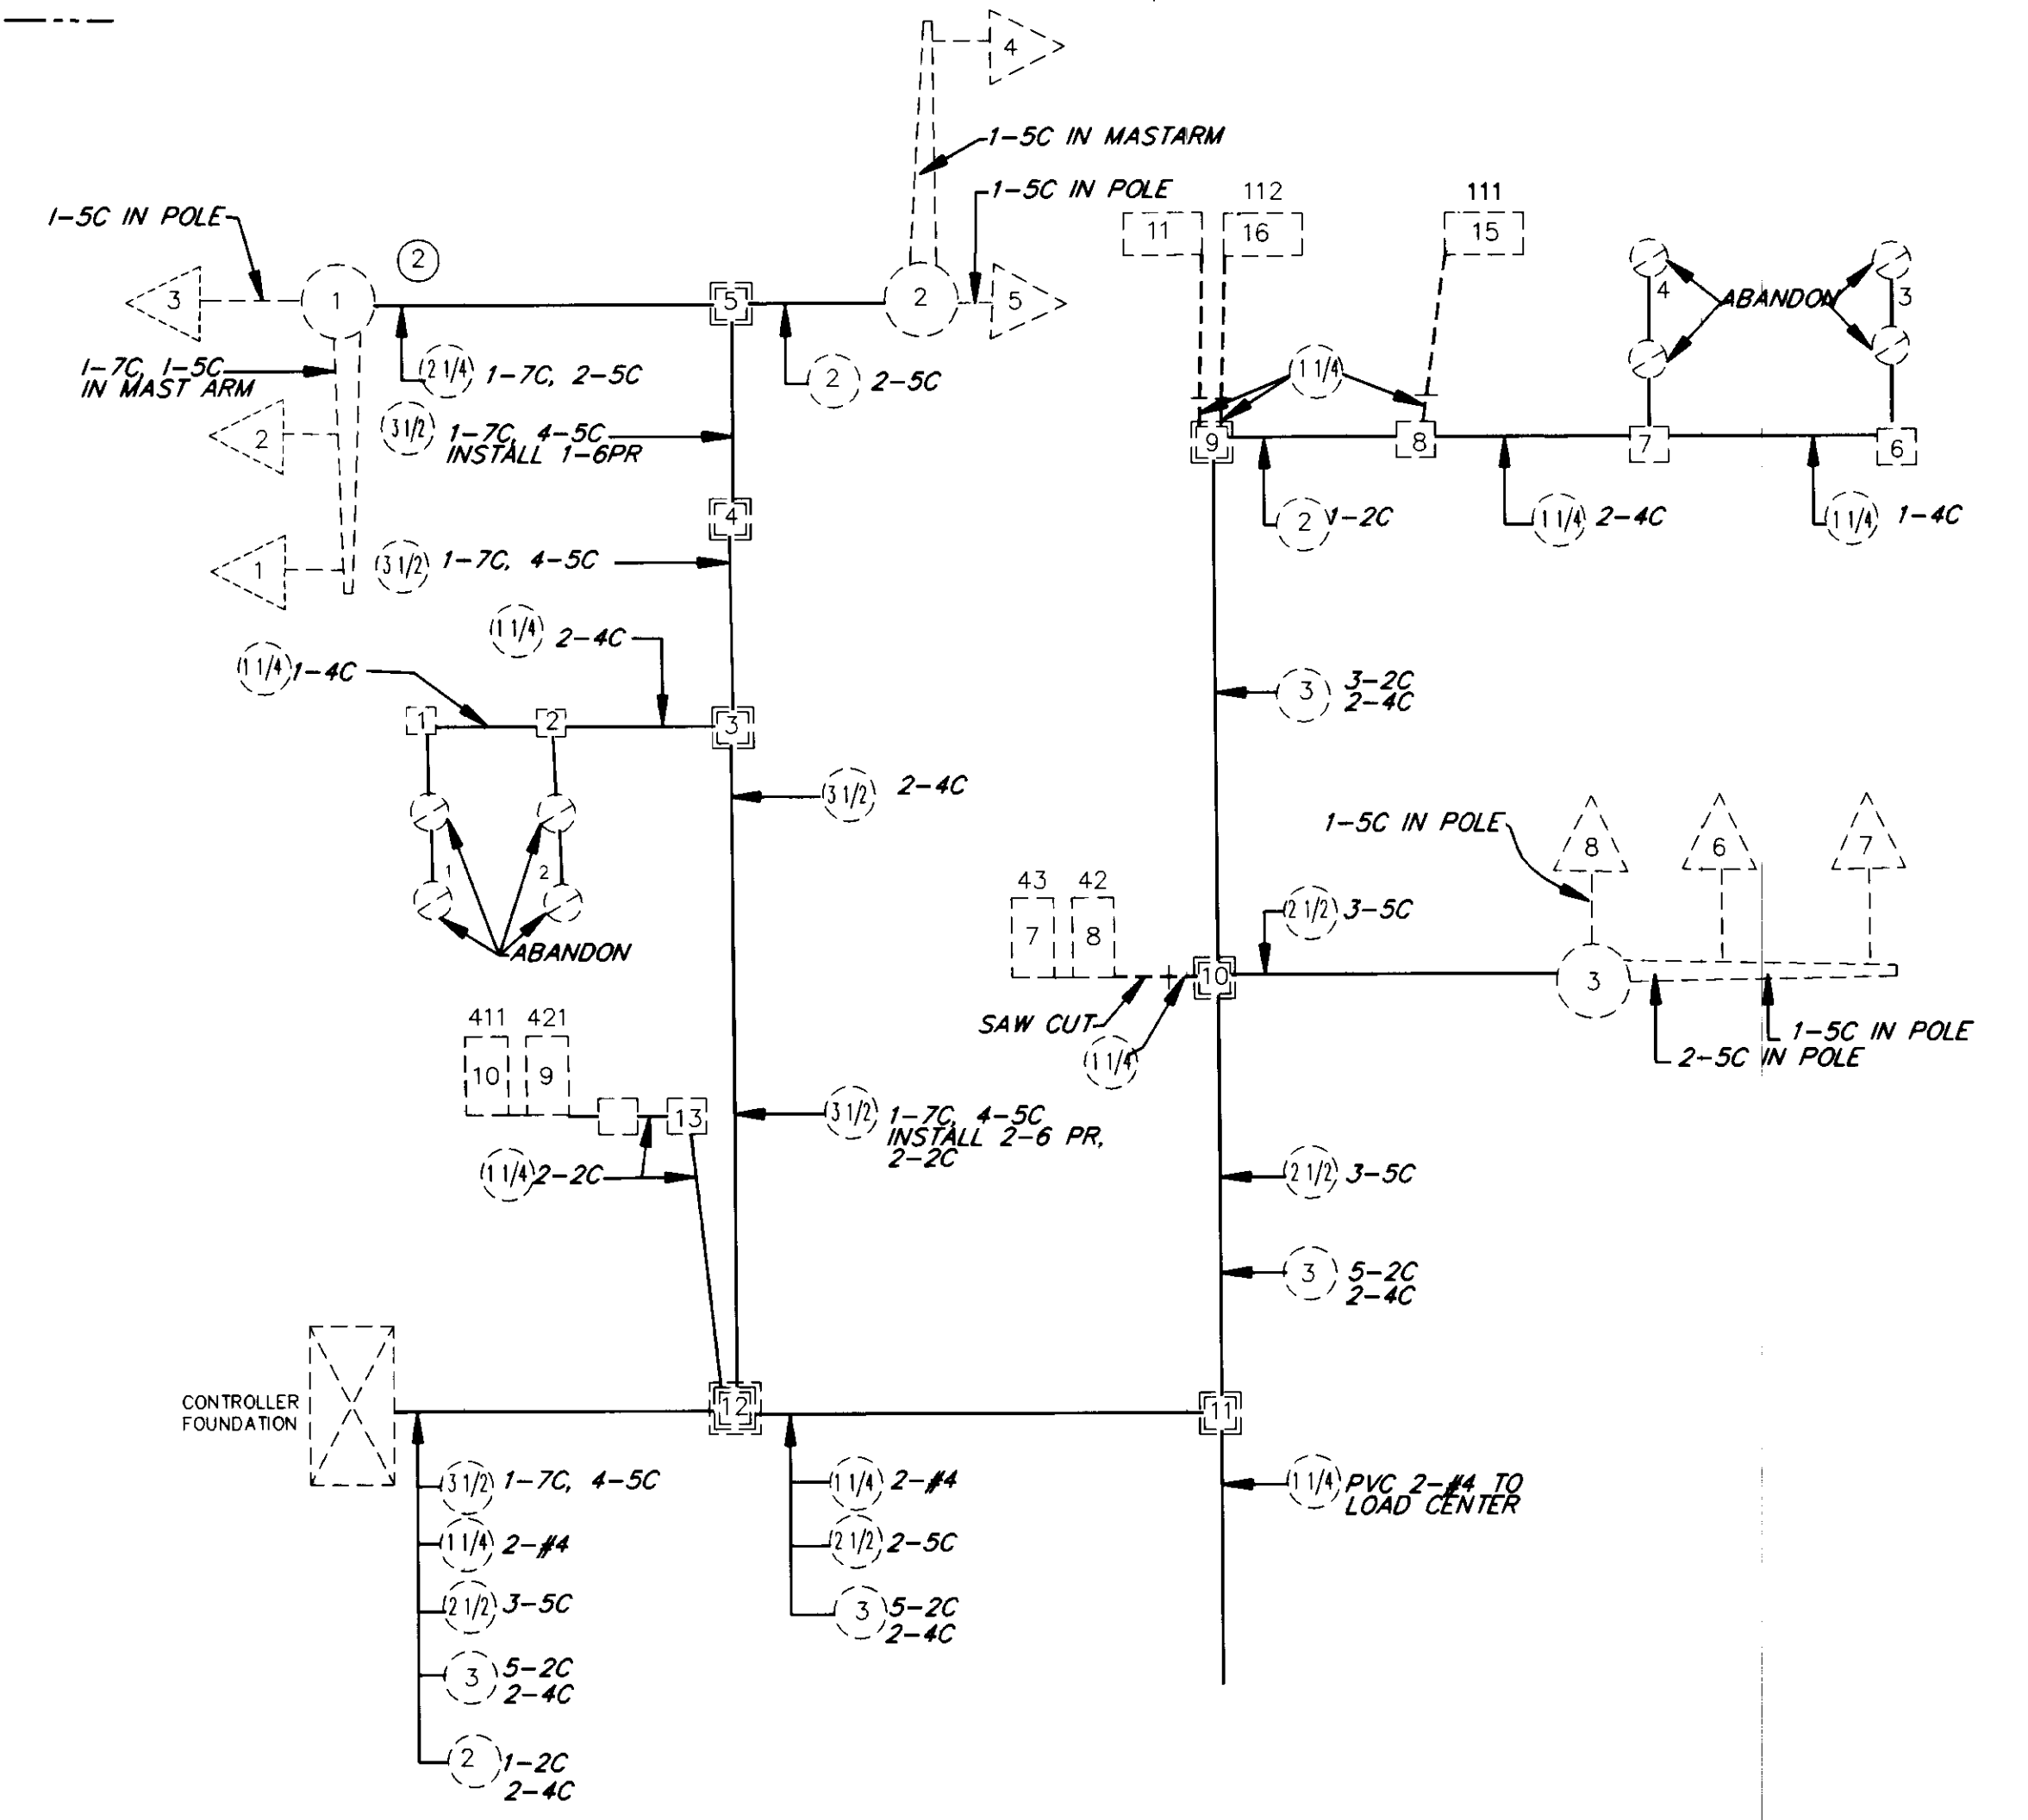 4
1-5C IN MASTARM
1-5C IN POLE
1-5C IN POLE
2
3
1
5
2
5
1-7C, 1-5C
IN MAST ARM
2 1/4
1-7C, 2-5C
2
2-5C
2
3 1/2
1-7C, 4-5C
INSTALL 1-6PR
4
1
3 1/2
1-7C, 4-5C
1 1/4
2-4C
1 1/4
1-4C
1
2
3
3 1/2
2-4C
1
2
ABANDON
112
111
11
16
15
4
ABANDON
3
1 1/4
9
8
7
6
2
1-2C
1 1/4
2-4C
1 1/4
1-4C
3
3-2C
2-4C
1-5C IN POLE
8
6
7
43
42
7
8
2 1/2
3-5C
10
3
SAW CUT
1 1/4
1-5C IN POLE
2-5C IN POLE
411
421
10
9
13
3 1/2
1-7C, 4-5C
INSTALL 2-6 PR,
2-2C
1 1/4
2-2C
2 1/2
3-5C
3
5-2C
2-4C
CONTROLLER
FOUNDATION
12
11
3 1/2
1-7C, 4-5C
1 1/4
2-#4
2 1/2
3-5C
3
5-2C
2-4C
2
1-2C
2-4C
1 1/4
2-#4
2 1/2
2-5C
3
5-2C
2-4C
1 1/4
PVC 2-#4 TO
LOAD CENTER